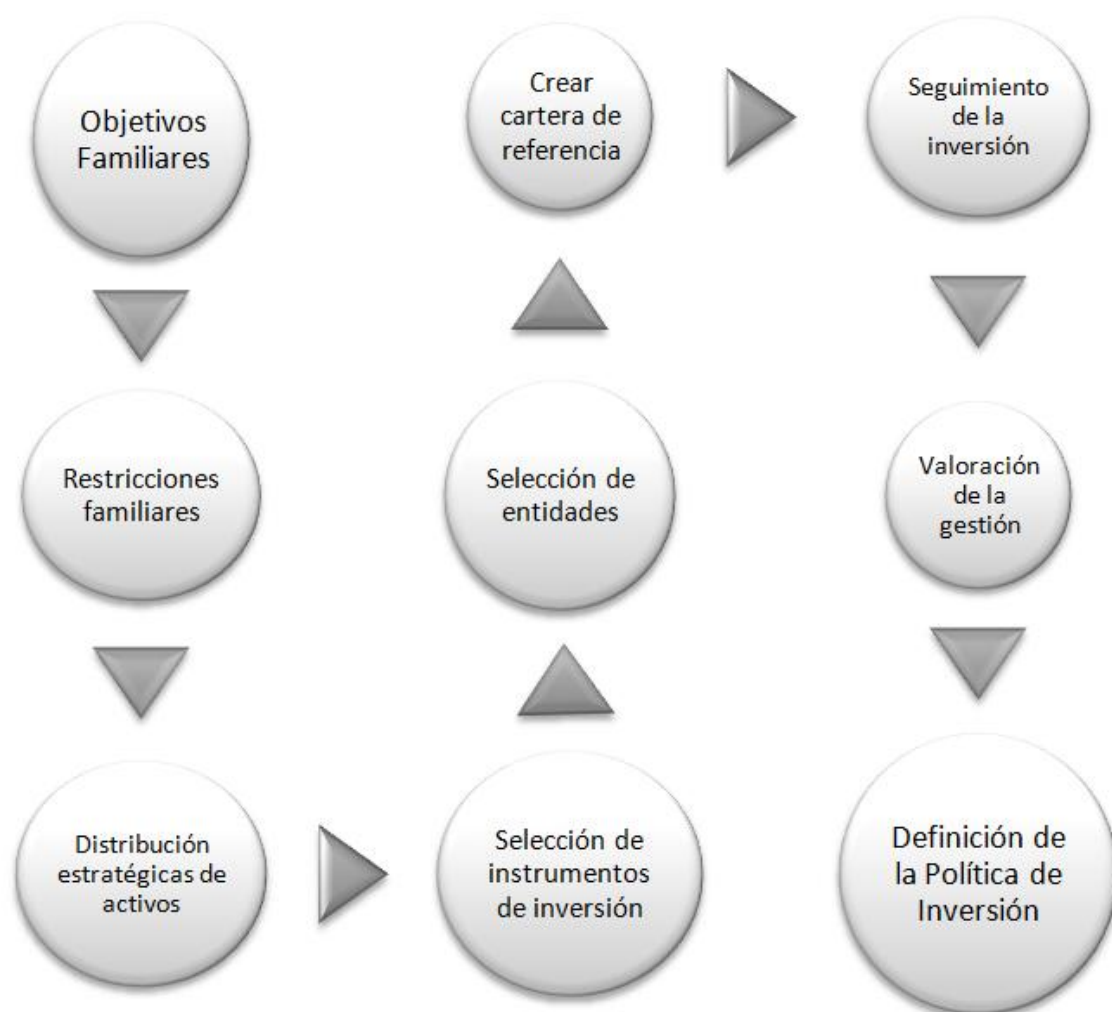 Objetivos
Familiares
Restricciones
familiares
Distribución
estratégicas de
activos
Selección de
instrumentos
de inversión
Selección de
entidades
Crear
cartera de
referencia
Seguimiento
de la
inversión
Valoración
de la
gestión
Definición de
la Política de
Inversión